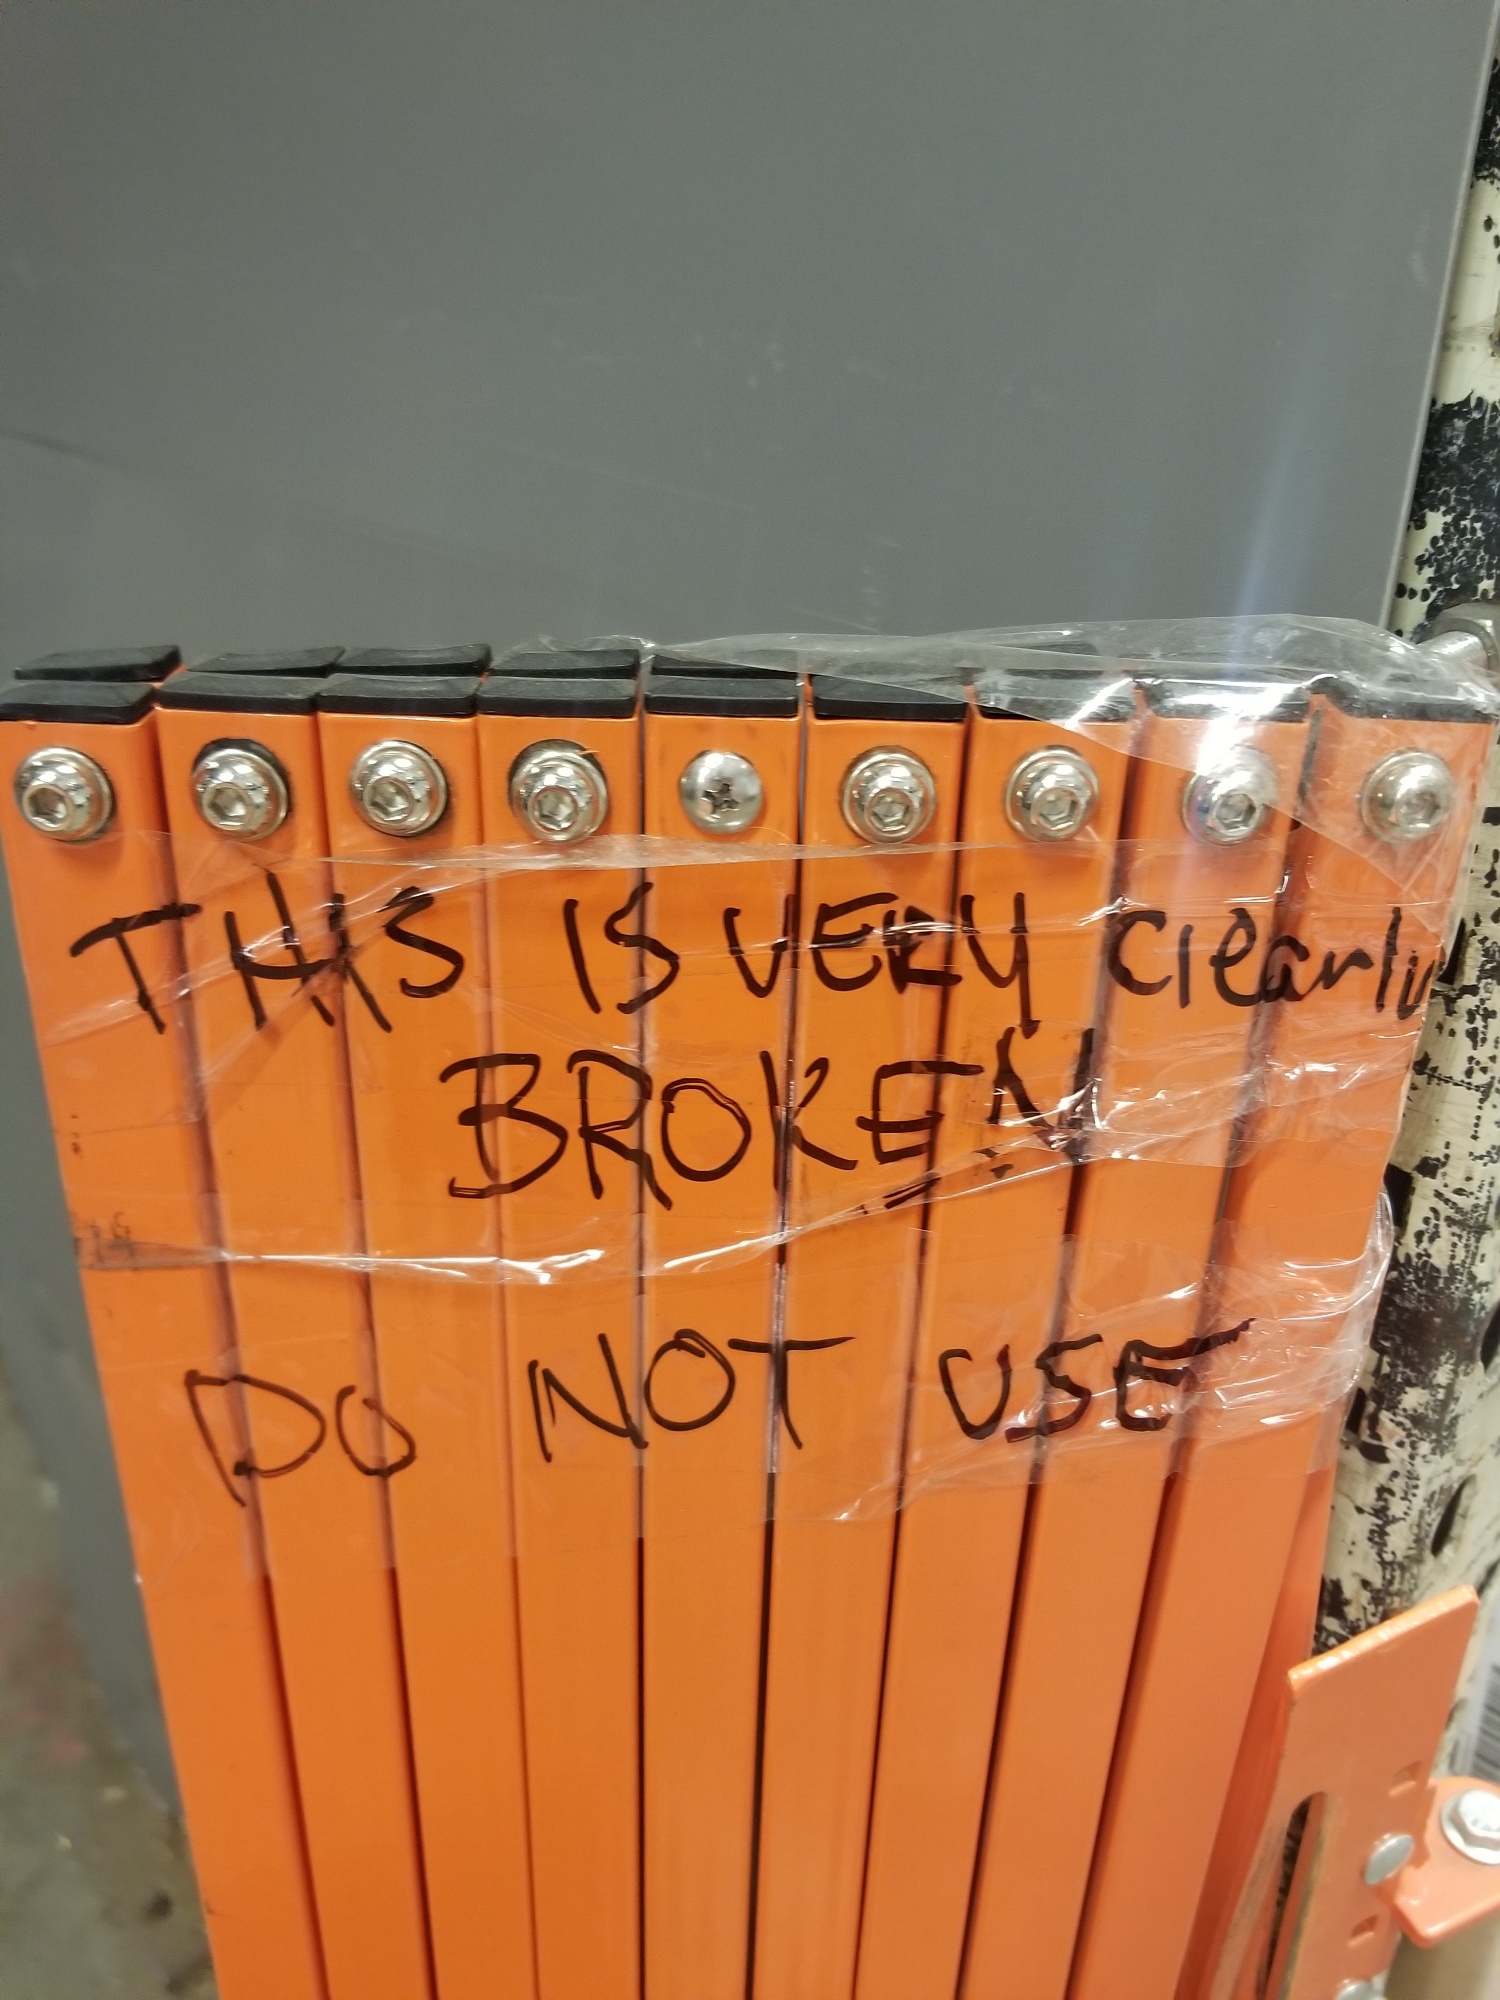 THIS IS VERY clearly
BROKEN
DO NOT USE